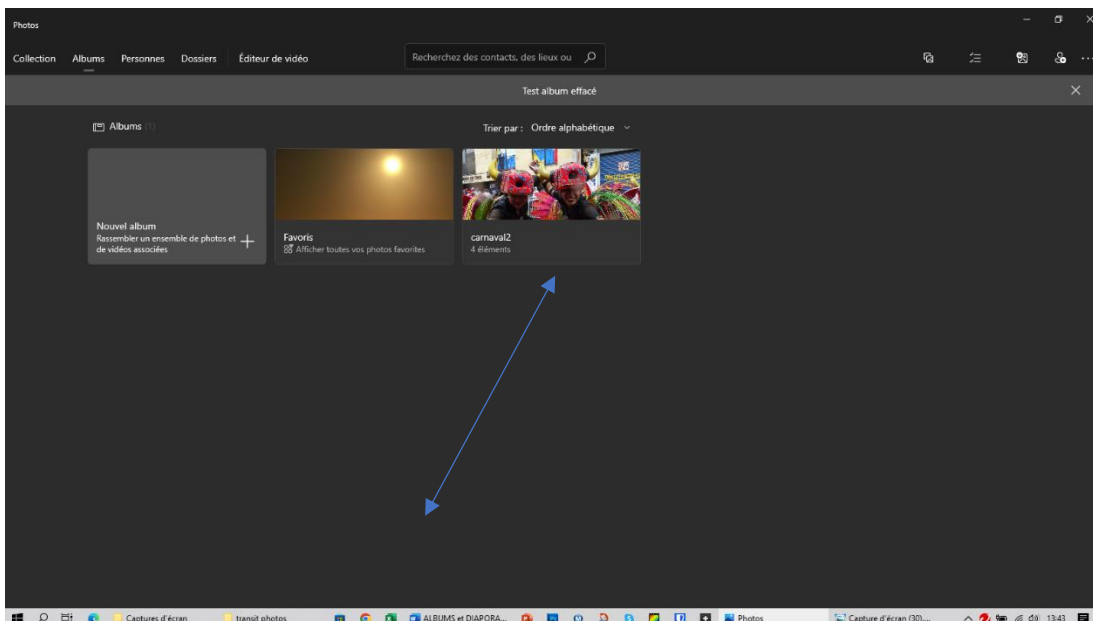 Photos
Collection Albums Personnes Dossiers Éditeur de vidéo Recherchez des contacts, des lieux ou
Test album effacé
Albums (1) Trier par : Ordre alphabétique
Nouvel album
Rassembler un ensemble de photos et
de vidéos associées
Favoris
Afficher toutes vos photos favorites
carnaval2
4 éléments
Captures d'écran transit photos ALBUMS et DIAPORA... Photos Capture d'écran (30)... 13:43